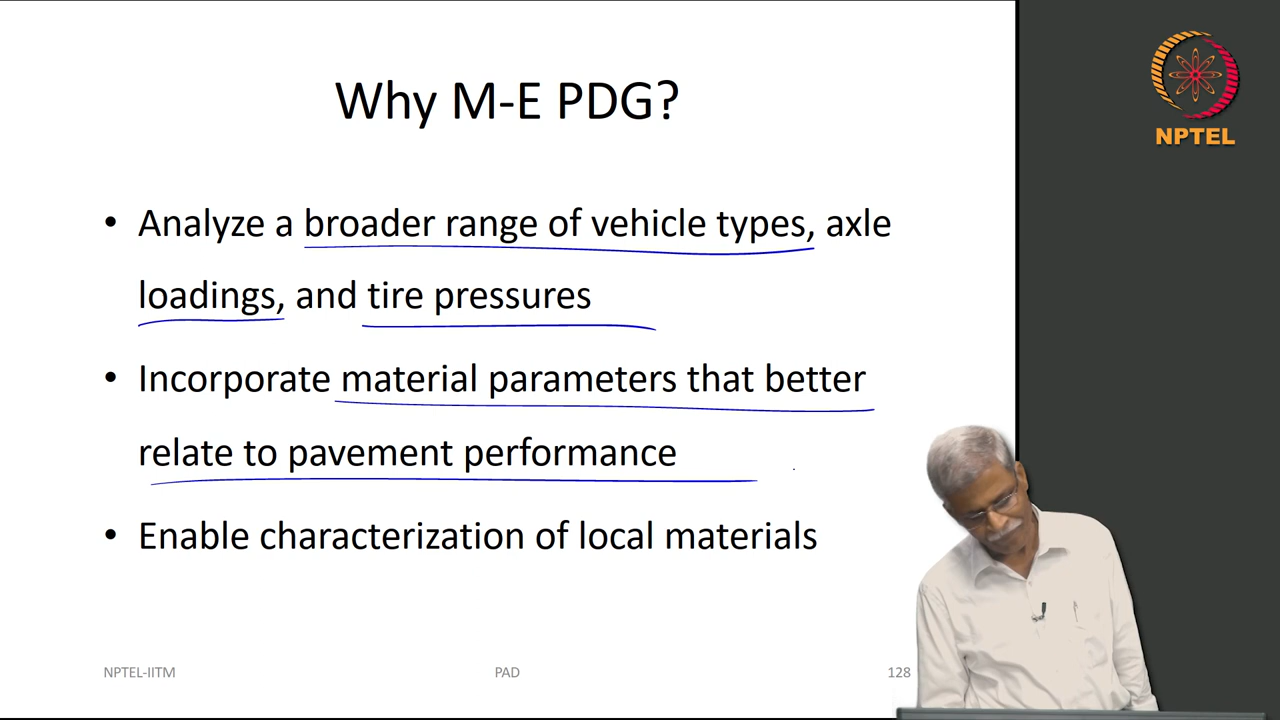 Why M-E PDG?
• Analyze a broader range of vehicle types, axle
loadings, and tire pressures
• Incorporate material parameters that better
relate to pavement performance
• Enable characterization of local materials
NPTEL-IITM PAD 128
NPTEL